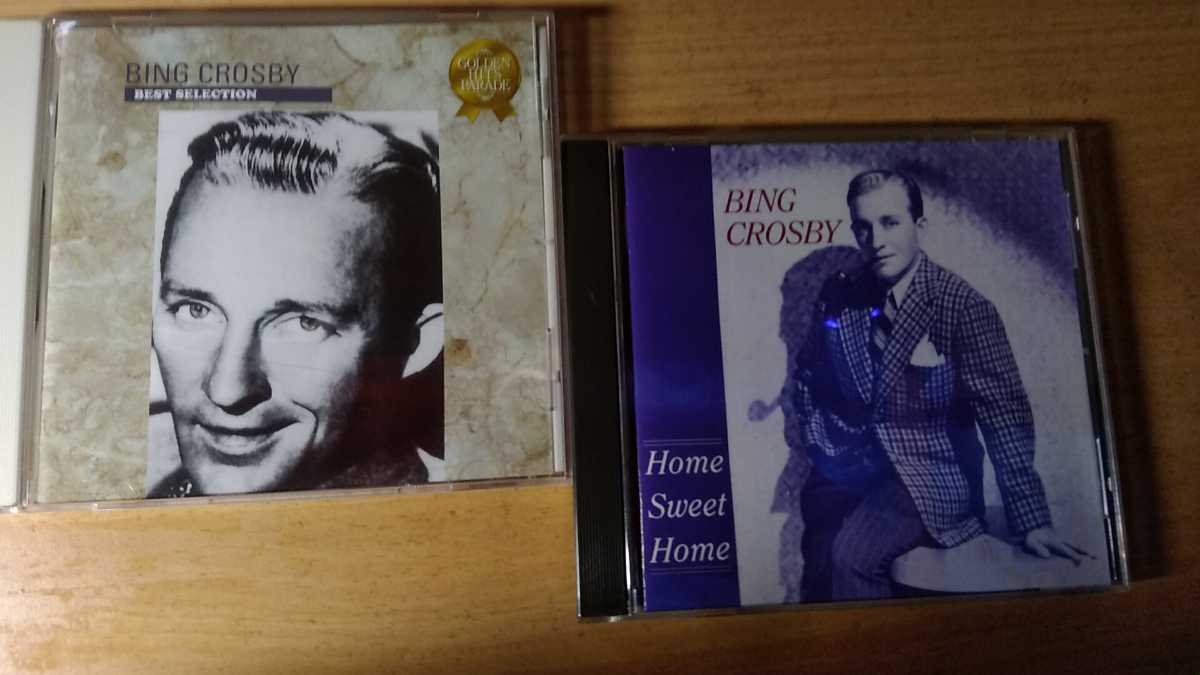 BING CROSBY
BEST SELECTION
GOLDEN
HITS
PARADE
BING
CROSBY
Home
Sweet
Home